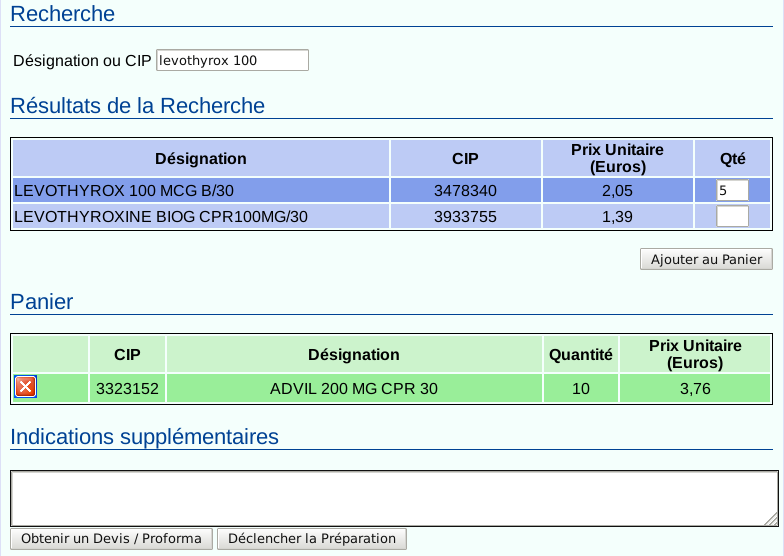 Recherche
Désignation ou CIP levothyrox 100
Résultats de la Recherche
Désignation CIP Prix Unitaire (Euros) Qté
LEVOTHYROX 100 MCG B/30 3478340 2,05 5
LEVOTHYROXINE BIOG CPR100MG/30 3933755 1,39
Ajouter au Panier
Panier
CIP Désignation Quantité Prix Unitaire (Euros)
3323152 ADVIL 200 MG CPR 30 10 3,76
Indications supplémentaires
Obtenir un Devis / Proforma Déclencher la Préparation